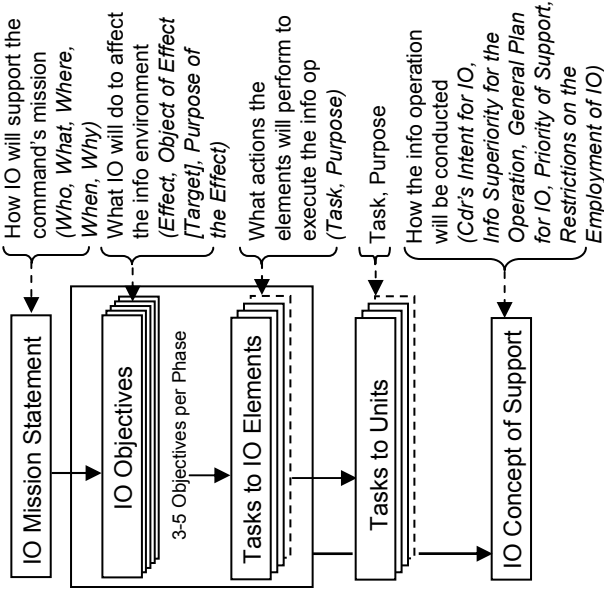 IO Mission Statement
How IO will support the
command's mission
(Who, What, Where,
When, Why)
IO Objectives
What IO will do to affect
the info environment
(Effect, Object of Effect
[Target], Purpose of
the Effect)
3-5 Objectives per Phase
Tasks to IO Elements
What actions the
elements will perform to
execute the info op
(Task, Purpose)
Tasks to Units
Task, Purpose
IO Concept of Support
How the info operation
will be conducted
(Cdr's Intent for IO,
Info Superiority for the
Operation, General Plan
for IO, Priority of Support,
Restrictions on the
Employment of IO)